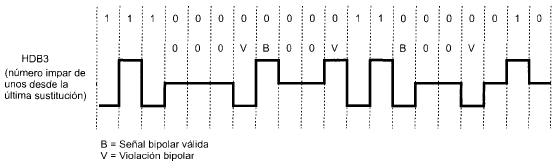 1 1 1 0 0 0 0 0 0 0 0 1 1 0 0 0 0 0 1 0
0 0 0 V B 0 0 V B 0 0 V
HDB3
(número impar de
unos desde la
última sustitución)
B = Señal bipolar válida
V = Violación bipolar